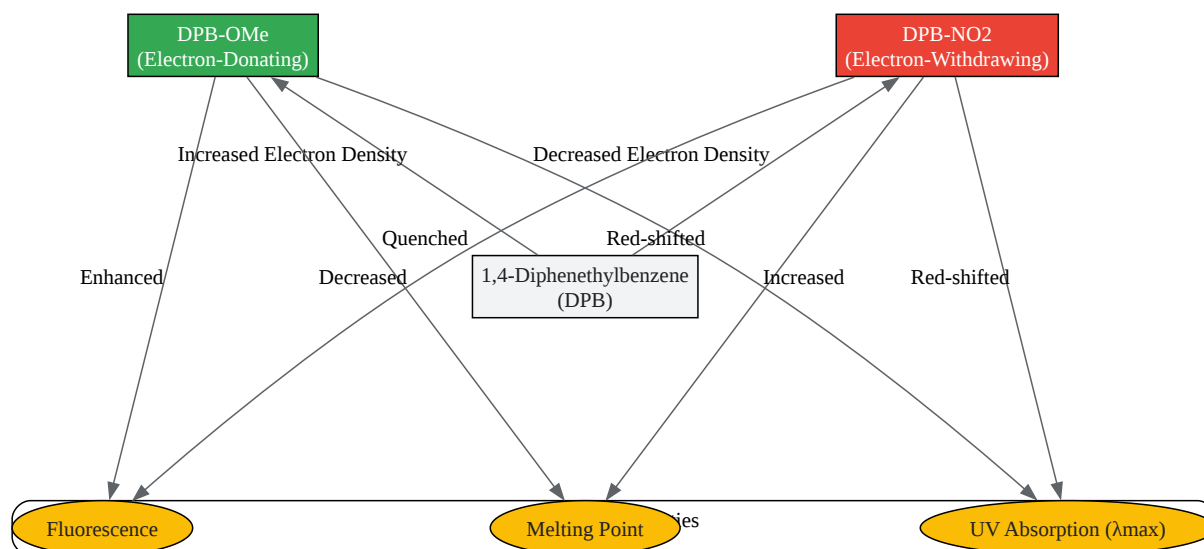 DPB-OMe
(Electron-Donating)
DPB-NO2
(Electron-Withdrawing)
Increased Electron Density
Decreased Electron Density
Quenched
Red-shifted
Enhanced
Decreased
1,4-Diphenethylbenzene
(DPB)
Increased
Red-shifted
Fluorescence
Melting Point
UV Absorption (λmax)